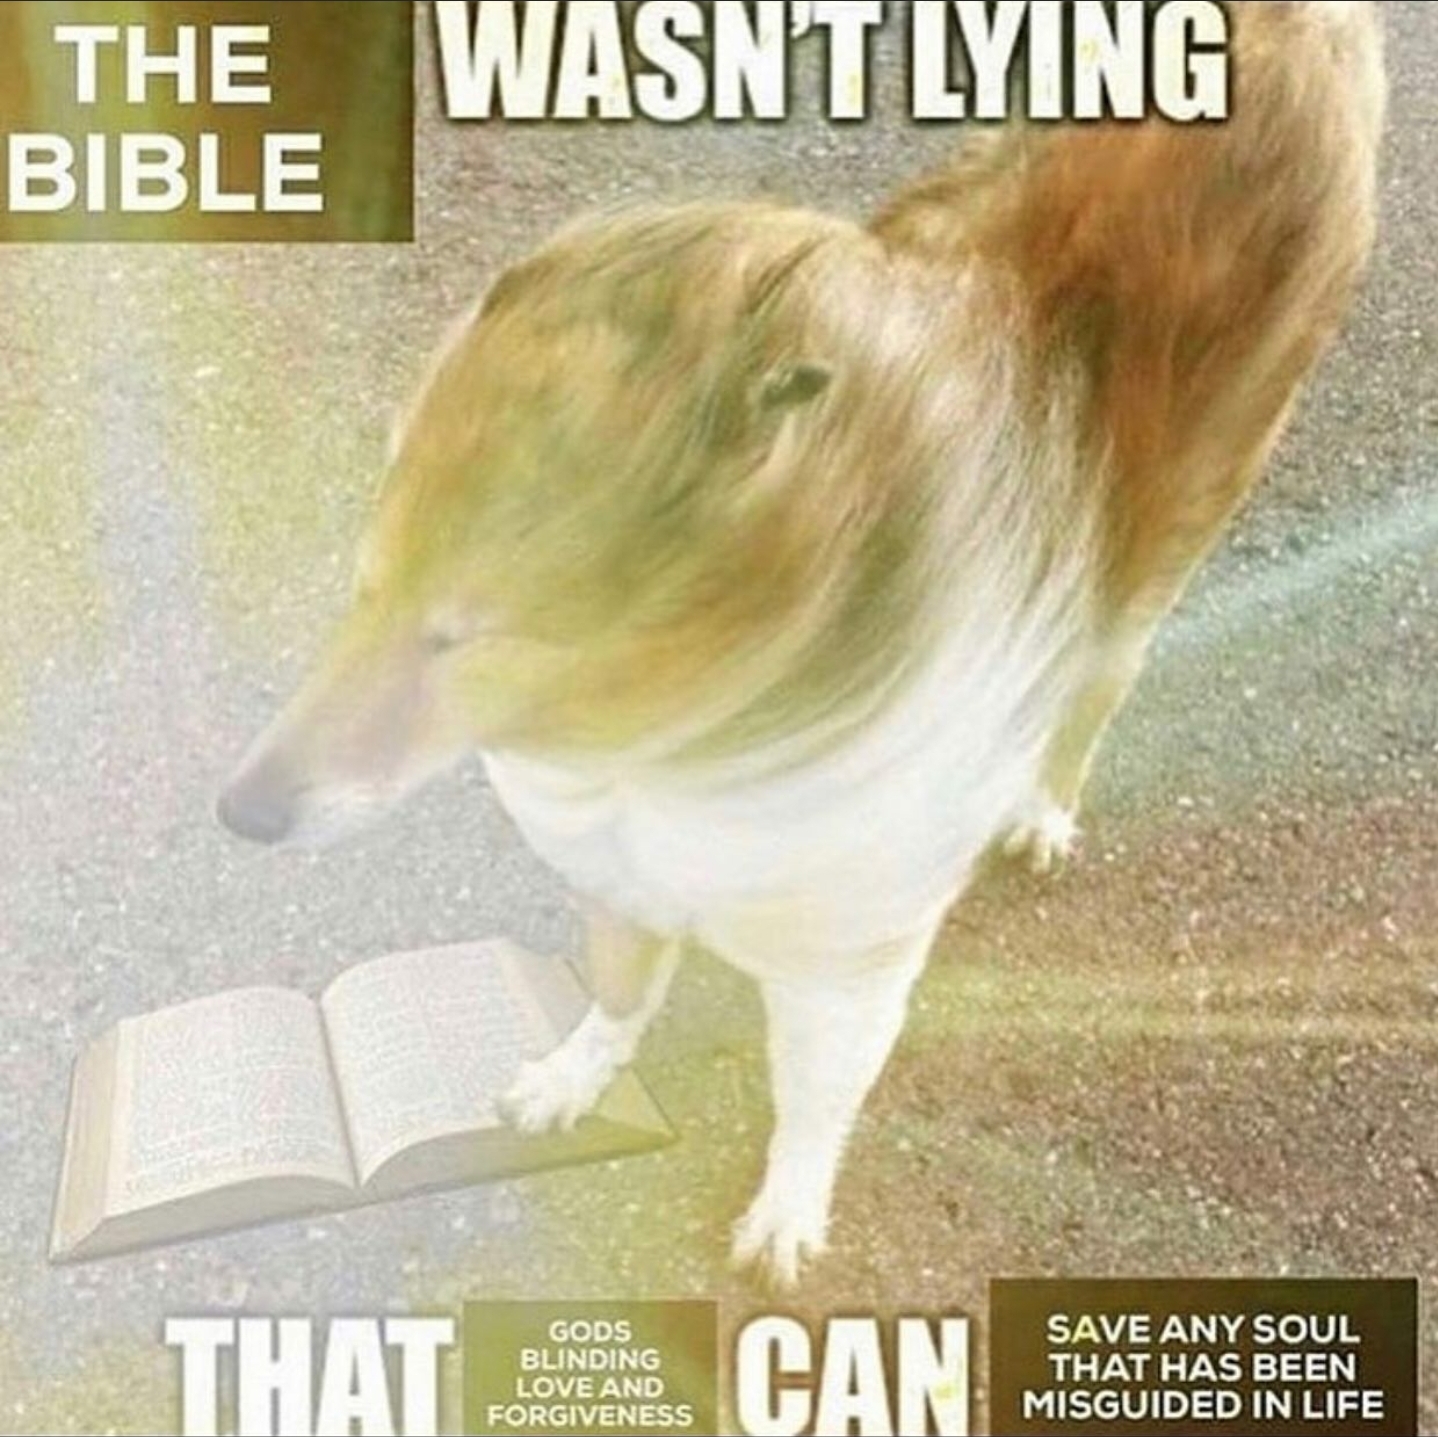 THE
BIBLE
WASN'T LYING
THAT
GODS
BLINDING
LOVE AND
FORGIVENESS
CAN
SAVE ANY SOUL
THAT HAS BEEN
MISGUIDED IN LIFE